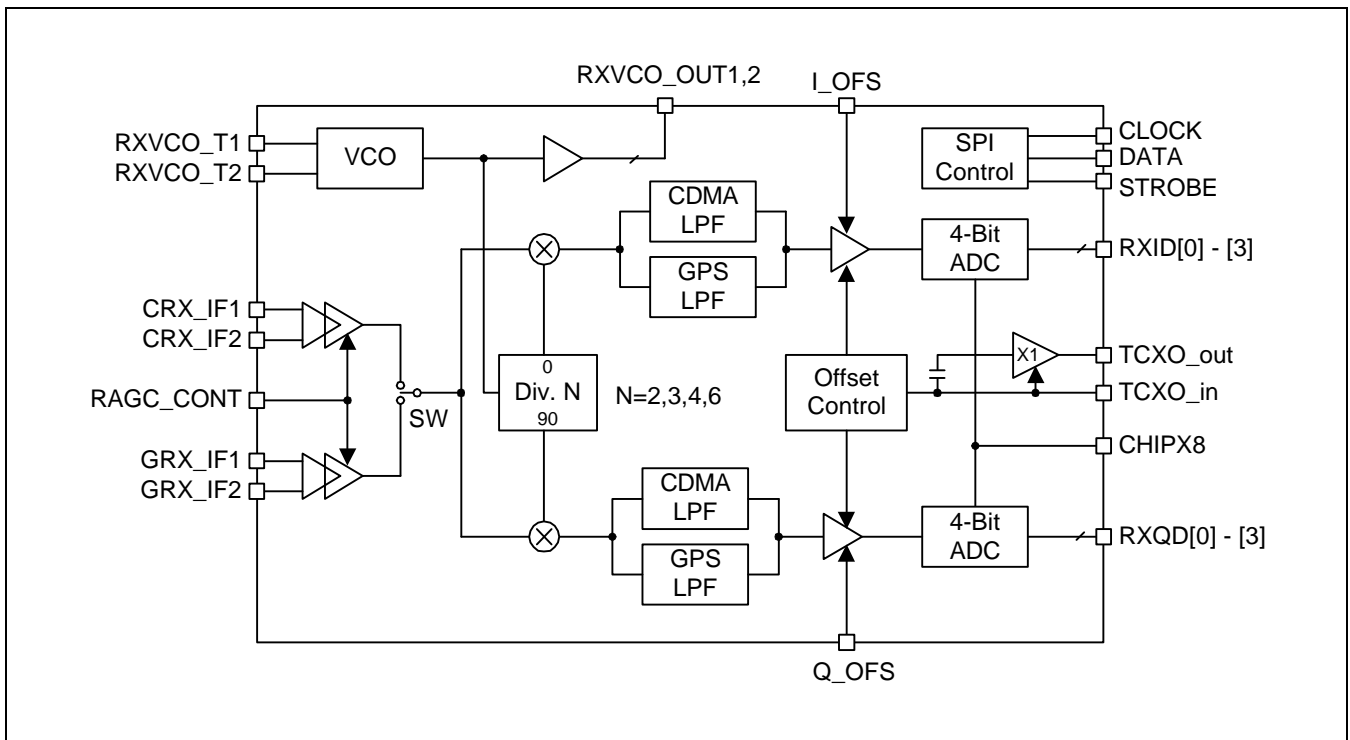 RXVCO_OUT1,2
I_OFS
RXVCO_T1
RXVCO_T2
VCO
SPI
Control
CLOCK
DATA
STROBE
CDMA
LPF
GPS
LPF
4-Bit
ADC
RXID[0] - [3]
CRX_IF1
CRX_IF2
RAGC_CONT
GRX_IF1
GRX_IF2
SW
0
Div. N
90
N=2,3,4,6
Offset
Control
X1
TCXO_out
TCXO_in
CHIPX8
CDMA
LPF
GPS
LPF
4-Bit
ADC
RXQD[0] - [3]
Q_OFS